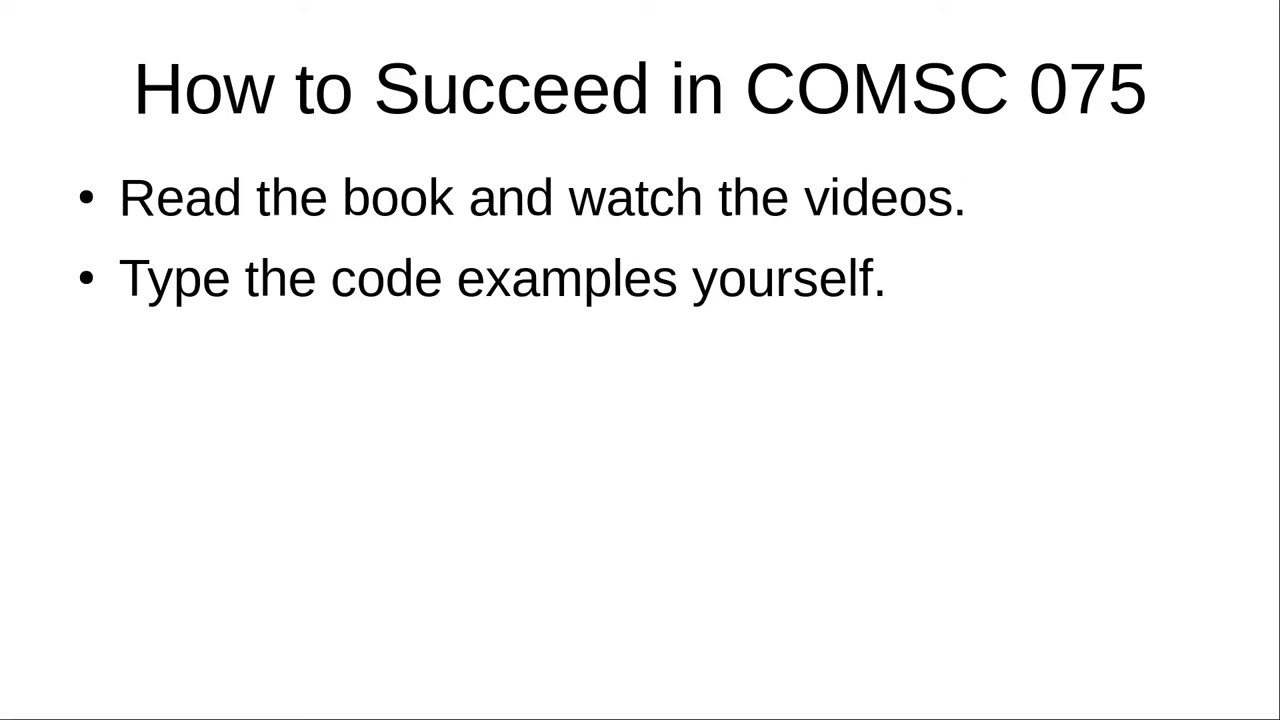 How to Succeed in COMSC 075
• Read the book and watch the videos.
• Type the code examples yourself.